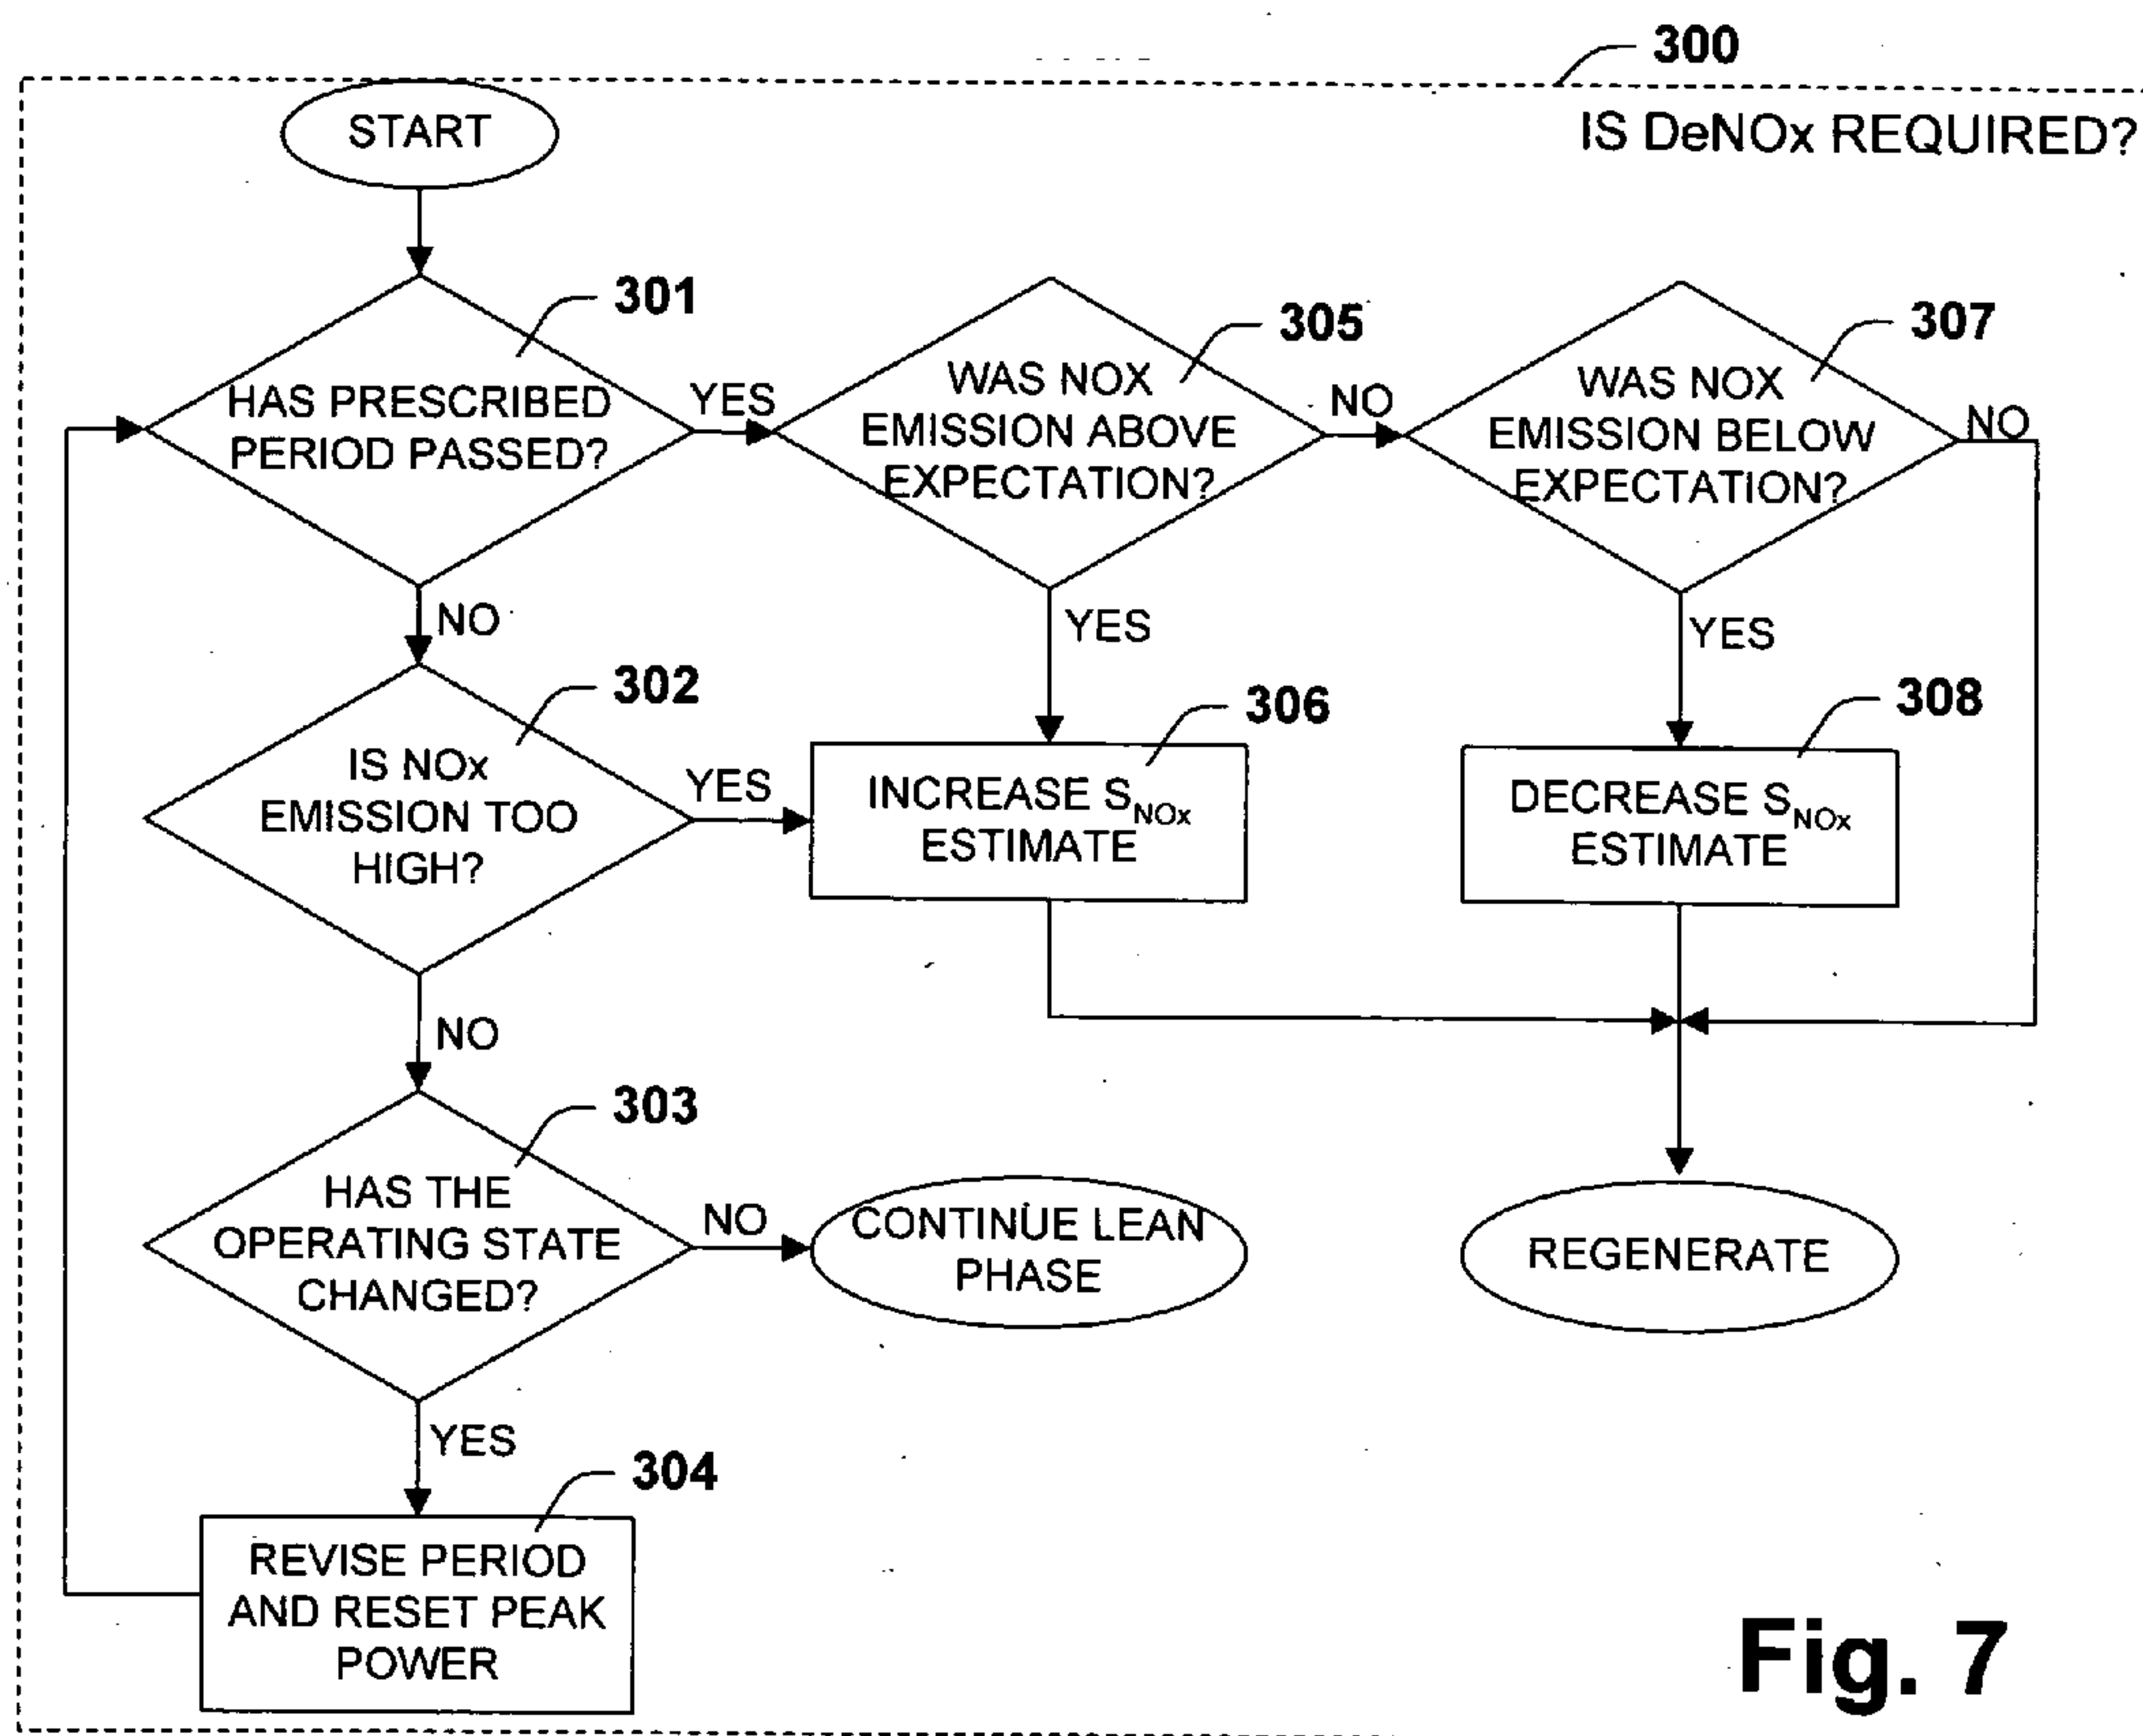 300
IS DeNOx REQUIRED?
START
301
HAS PRESCRIBED
PERIOD PASSED?
YES
NO
305
WAS NOX
EMISSION ABOVE
EXPECTATION?
NO
YES
307
WAS NOX
EMISSION BELOW
EXPECTATION?
NO
YES
302
IS NOx
EMISSION TOO
HIGH?
YES
NO
306
INCREASE SNOx
ESTIMATE
308
DECREASE SNOx
ESTIMATE
303
HAS THE
OPERATING STATE
CHANGED?
NO
YES
CONTINUE LEAN
PHASE
REGENERATE
304
REVISE PERIOD
AND RESET PEAK
POWER
Fig. 7